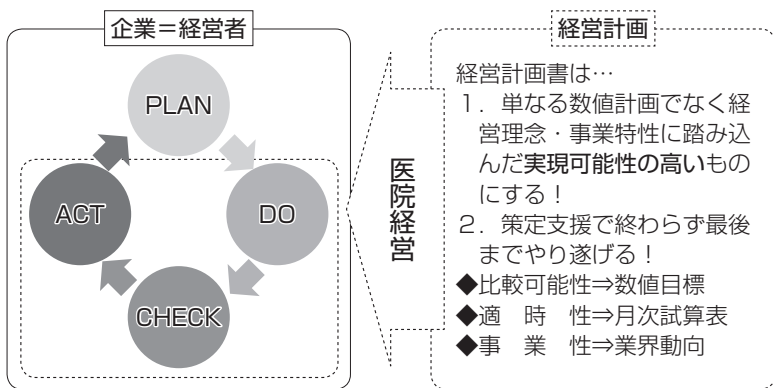 企業＝経営者
PLAN
DO
CHECK
ACT
医院経営
経営計画
経営計画書は…
１．単なる数値計画でなく経
営理念・事業特性に踏み込
んだ実現可能性の高いもの
にする！
２．策定支援で終わらず最後
までやり遂げる！
◆比較可能性⇒数値目標
◆適　時　性⇒月次試算表
◆事　業　性⇒業界動向